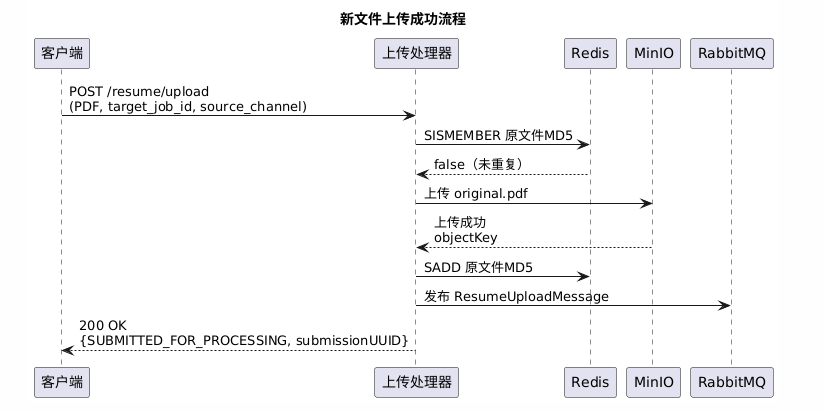 新文件上传成功流程
客户端
上传处理器
Redis
MinIO
RabbitMQ
POST /resume/upload
(PDF, target_job_id, source_channel)
SISMEMBER 原文件MD5
false（未重复）
上传 original.pdf
上传成功
objectKey
SADD 原文件MD5
发布 ResumeUploadMessage
200 OK
{SUBMITTED_FOR_PROCESSING, submissionUUID}
客户端
上传处理器
Redis
MinIO
RabbitMQ